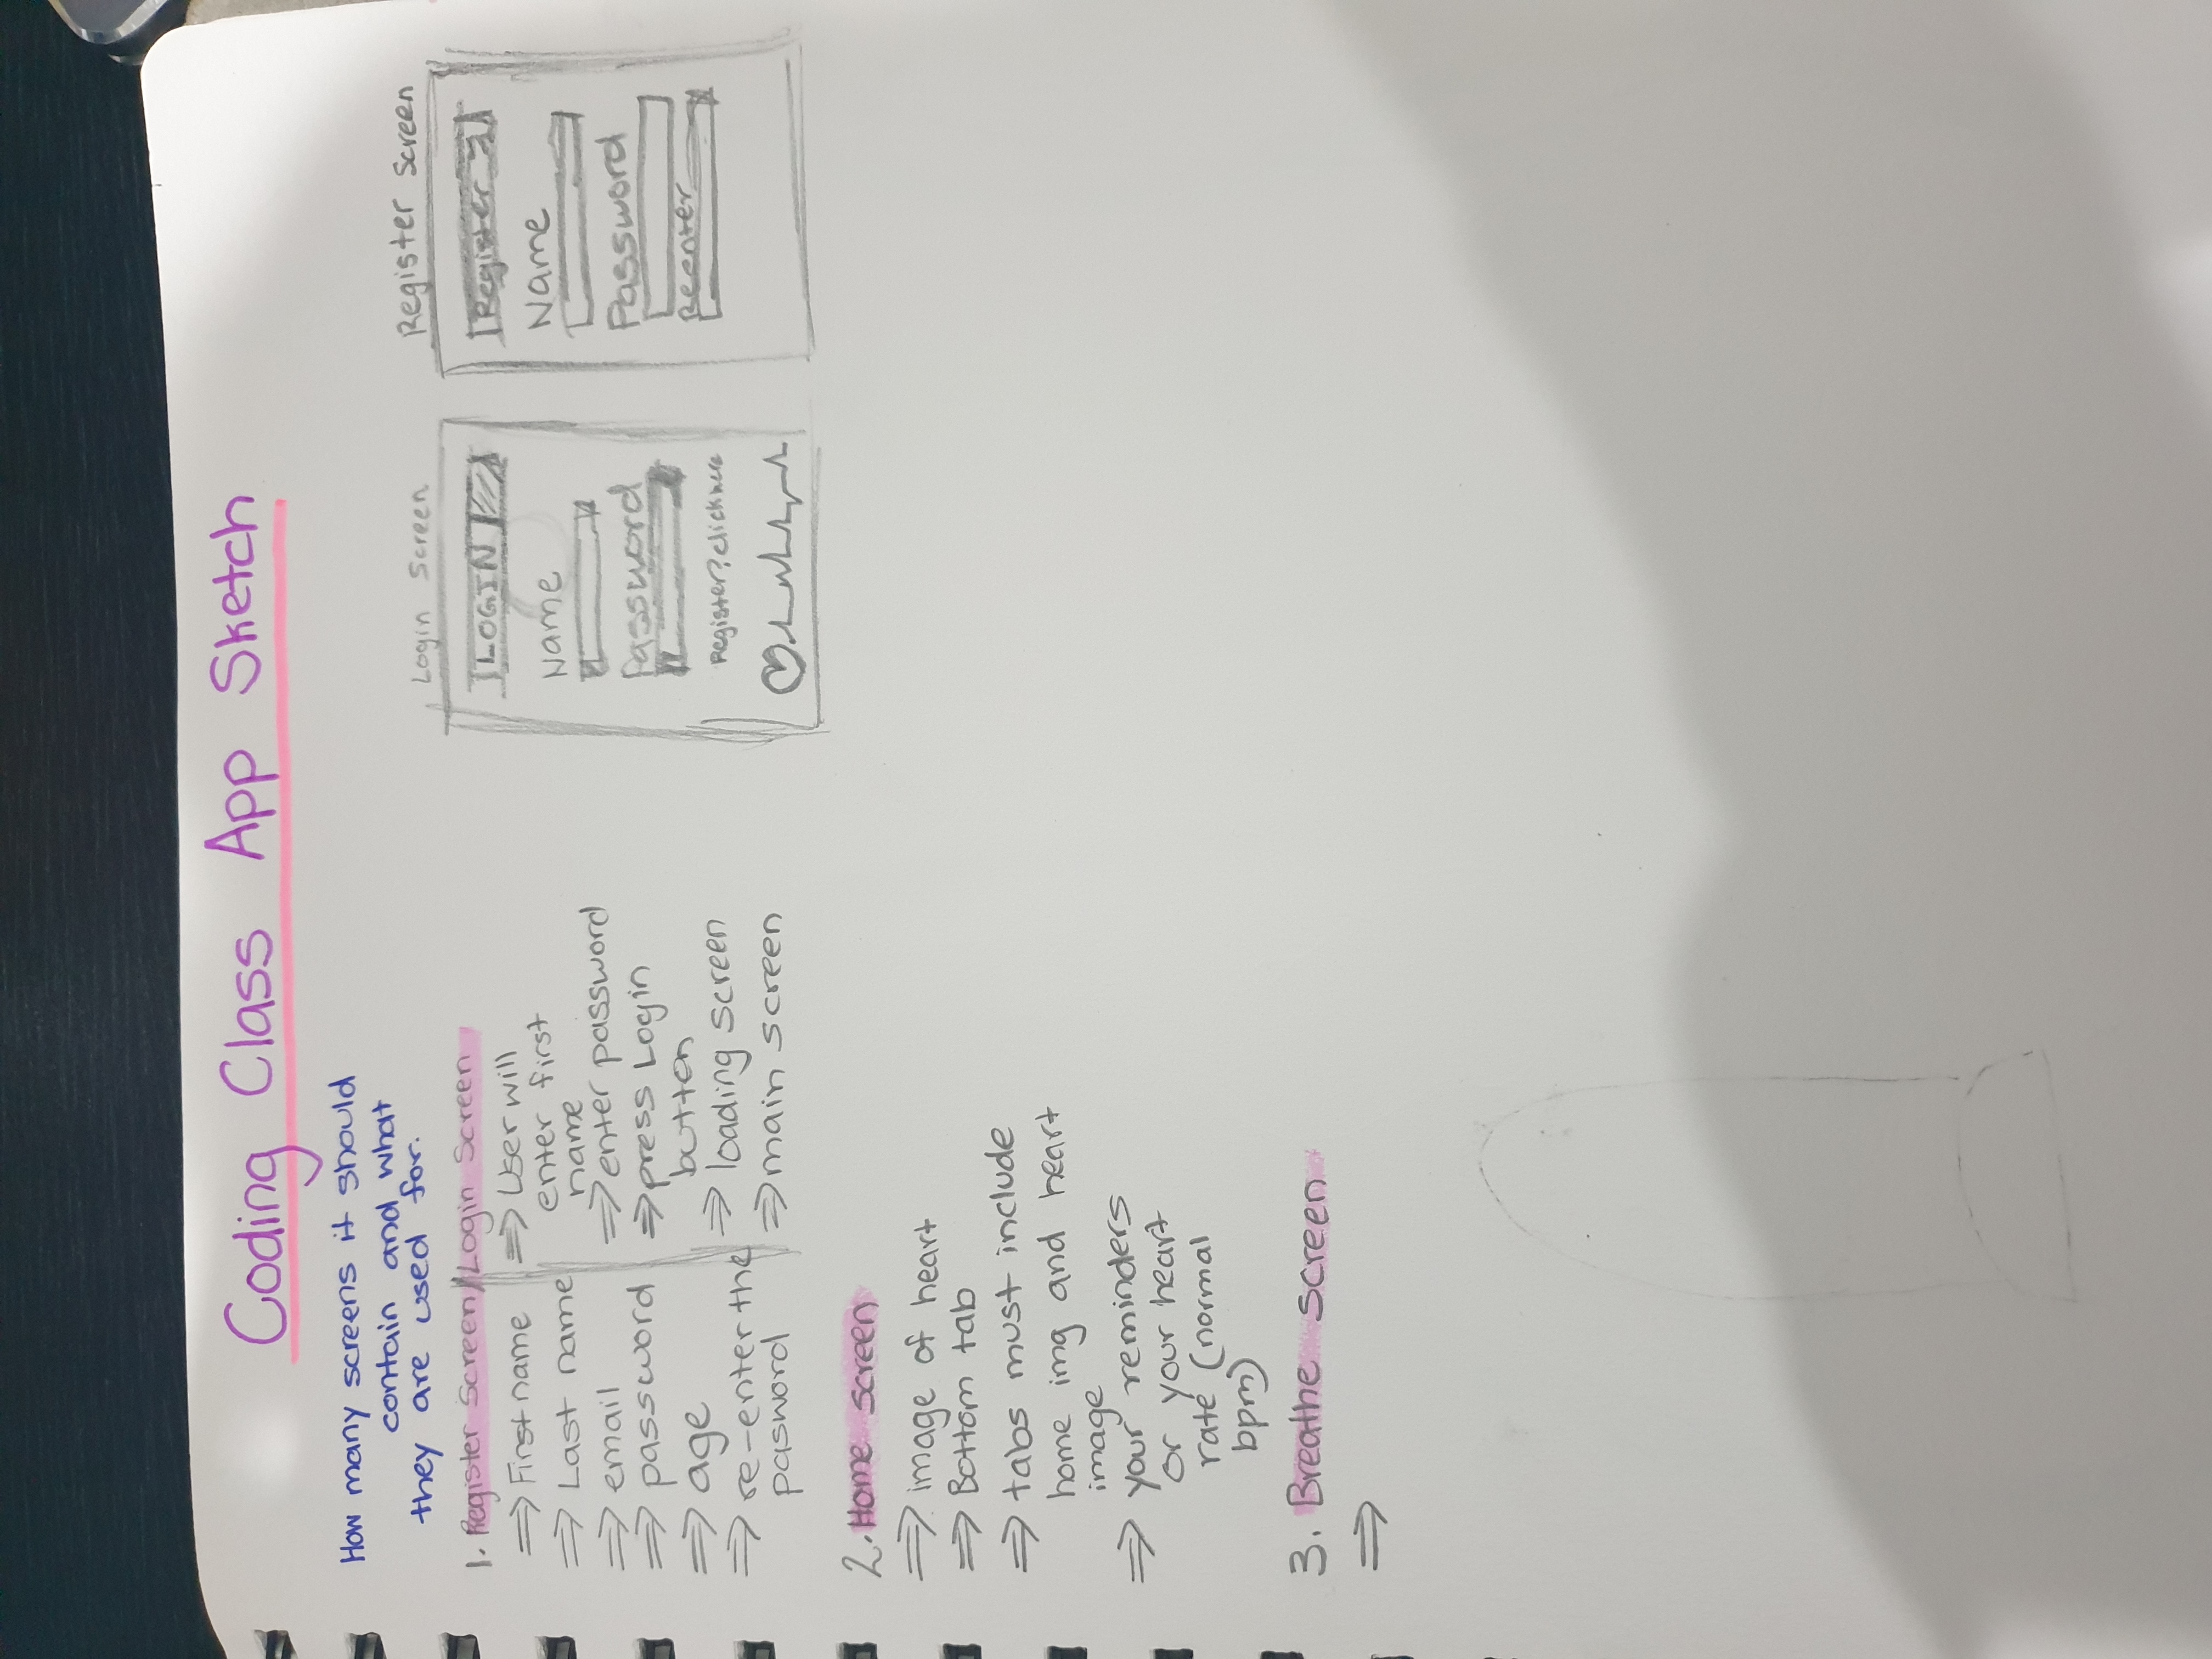 Coding Class App Sketch
How many screens it should
contain and what
they are used for.
1. Register Screen/Login Screen
⇒ First name
⇒ Last name
⇒ email
⇒ password
⇒ age
⇒ re-enter the
pasword
⇒ User will
enter first
name
⇒ enter password
⇒ press Login
button
⇒ loading screen
⇒ main screen
2. Home screen
⇒ image of heart
⇒ Bottom tab
⇒ tabs must include
home img and heart
image
⇒ your reminders
or your heart
rate (normal
bpm)
3. Breathe screen
⇒
Login Screen
LOGIN
Name
Password
Register? click here
Register Screen
Register
Name
Password
Reenter